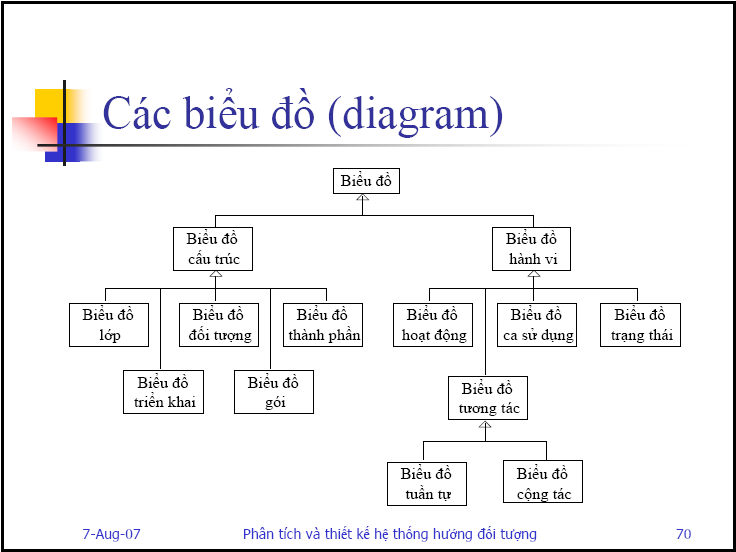 Các biểu đồ (diagram)
Biểu đồ
Biểu đồ
cấu trúc
Biểu đồ
hành vi
Biểu đồ
lớp
Biểu đồ
đối tượng
Biểu đồ
thành phần
Biểu đồ
hoạt động
Biểu đồ
ca sử dụng
Biểu đồ
trạng thái
Biểu đồ
triển khai
Biểu đồ
gói
Biểu đồ
tương tác
Biểu đồ
tuần tự
Biểu đồ
cộng tác
7-Aug-07
Phân tích và thiết kế hệ thống hướng đối tượng
70